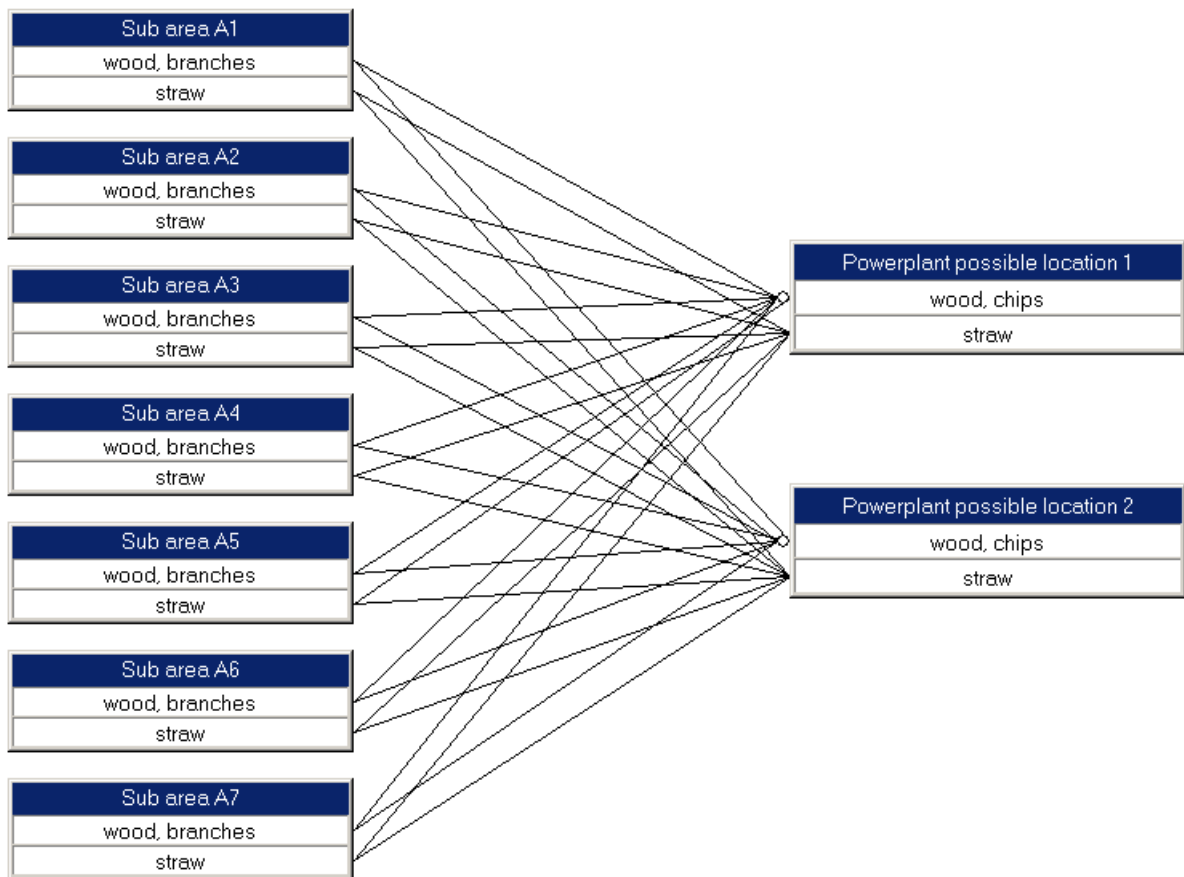 Sub area A1
wood, branches
straw
Sub area A2
wood, branches
straw
Sub area A3
wood, branches
straw
Sub area A4
wood, branches
straw
Sub area A5
wood, branches
straw
Sub area A6
wood, branches
straw
Sub area A7
wood, branches
straw
Powerplant possible location 1
wood, chips
straw
Powerplant possible location 2
wood, chips
straw